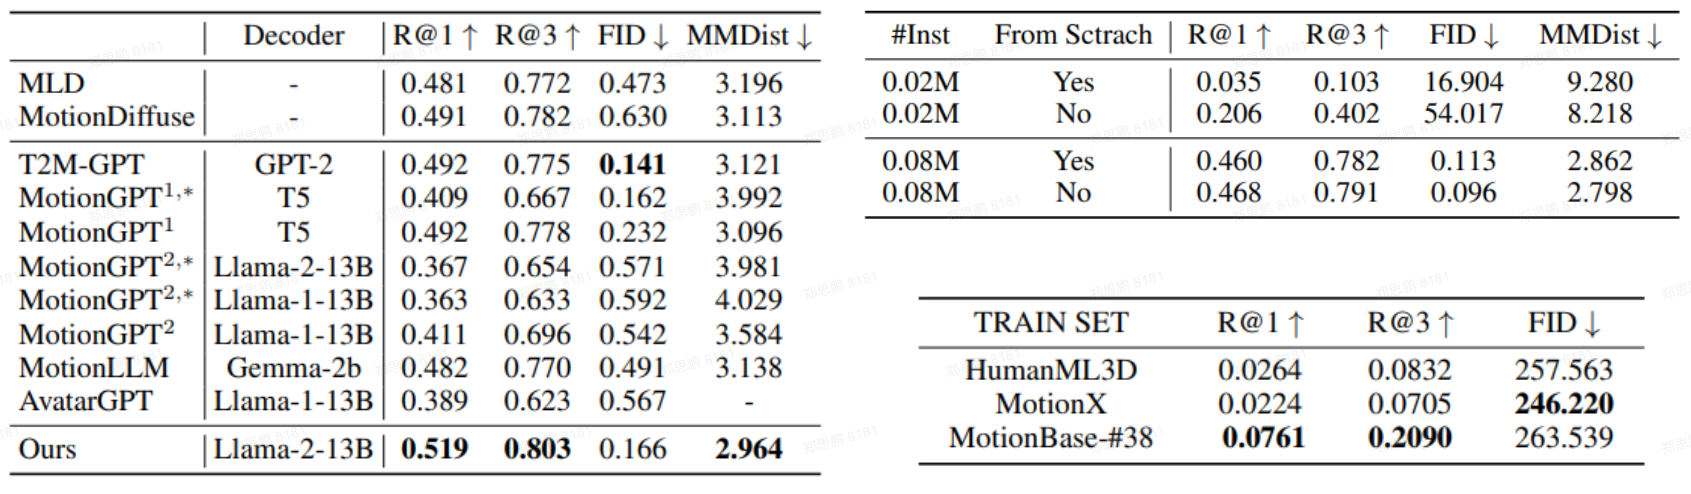 Decoder R@1 ↑ R@3 ↑ FID ↓ MMDist ↓
MLD - 0.481 0.772 0.473 3.196
MotionDiffuse - 0.491 0.782 0.630 3.113
T2M-GPT GPT-2 0.492 0.775 0.141 3.121
MotionGPT¹,* T5 0.409 0.667 0.162 3.992
MotionGPT¹ T5 0.492 0.778 0.232 3.096
MotionGPT²,* Llama-2-13B 0.367 0.654 0.571 3.981
MotionGPT²,* Llama-1-13B 0.363 0.633 0.592 4.029
MotionGPT² Llama-1-13B 0.411 0.696 0.542 3.584
MotionLLM Gemma-2b 0.482 0.770 0.491 3.138
AvatarGPT Llama-1-13B 0.389 0.623 0.567 -
Ours Llama-2-13B 0.519 0.803 0.166 2.964
#Inst From Sctrach R@1 ↑ R@3 ↑ FID ↓ MMDist ↓
0.02M Yes 0.035 0.103 16.904 9.280
0.02M No 0.206 0.402 54.017 8.218
0.08M Yes 0.460 0.782 0.113 2.862
0.08M No 0.468 0.791 0.096 2.798
TRAIN SET R@1 ↑ R@3 ↑ FID ↓
HumanML3D 0.0264 0.0832 257.563
MotionX 0.0224 0.0705 246.220
MotionBase-#38 0.0761 0.2090 263.539
郑思鹏 8181